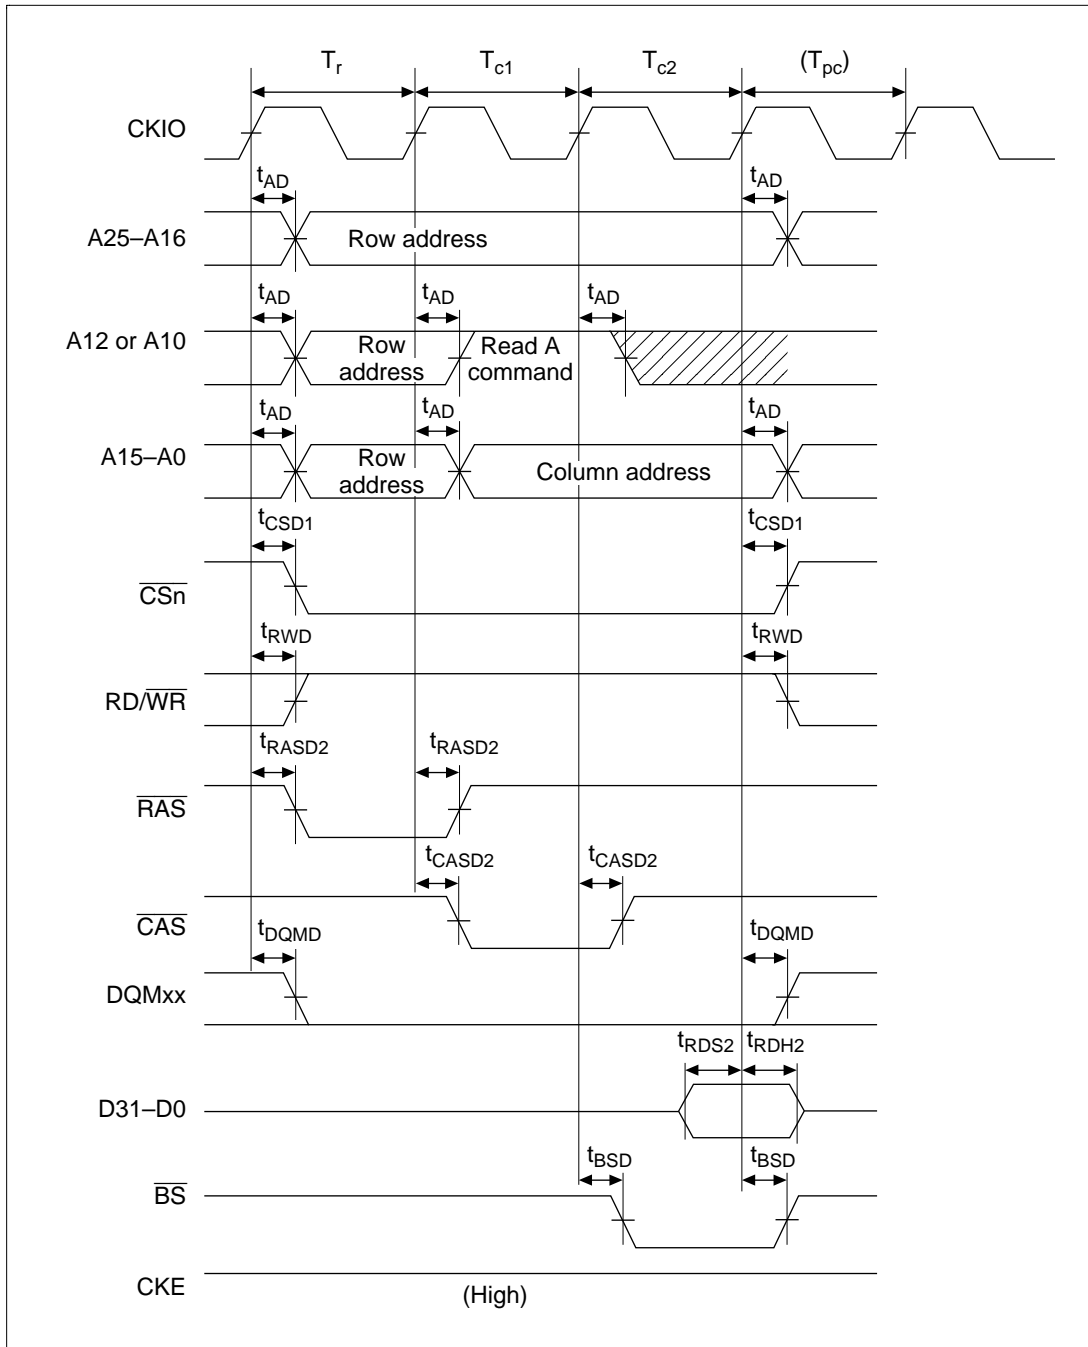 Tr Tc1 Tc2 (Tpc)
CKIO
tAD tAD
A25–A16 Row address
tAD tAD tAD
A12 or A10 Row address Read A command
tAD tAD tAD
A15–A0 Row address Column address
tCSD1 tCSD1
CSn
tRWD tRWD
RD/WR
tRASD2 tRASD2
RAS
tCASD2 tCASD2
CAS
tDQMD tDQMD
DQMxx
tRDS2 tRDH2
D31–D0
tBSD tBSD
BS
CKE (High)